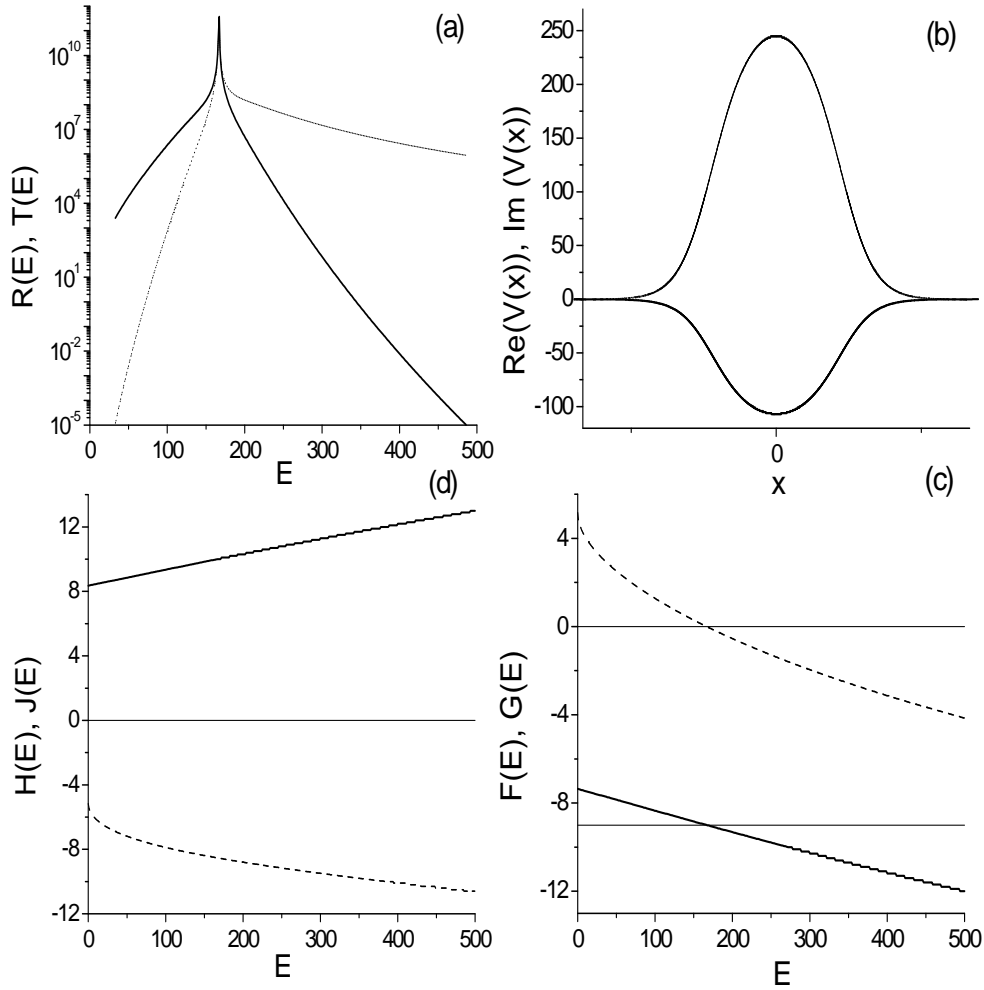 (a)
R(E), T(E)
10^10
10^7
10^4
10^1
10^-2
10^-5
0 100 200 300 400 500
E
(b)
Re(V(x)), Im (V(x))
250
200
150
100
50
0
-50
-100
0
x
(d)
H(E), J(E)
12
8
4
0
-4
-8
-12
0 100 200 300 400 500
E
(c)
F(E), G(E)
4
0
-4
-8
-12
0 100 200 300 400 500
E